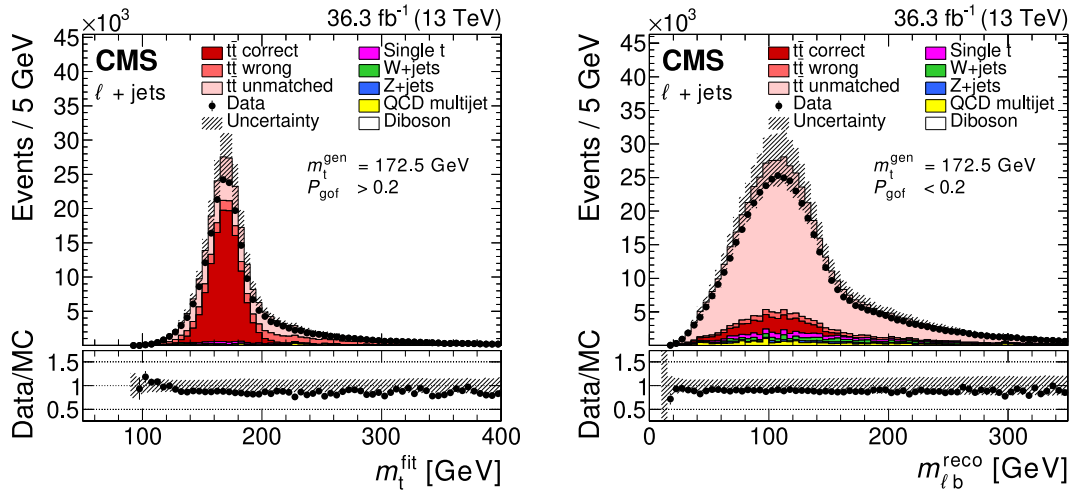 ×10³ 36.3 fb⁻¹ (13 TeV)
Events / 5 GeV
45
40
35
30
25
20
15
10
5
CMS
ℓ + jets
tt̄ correct
tt̄ wrong
tt̄ unmatched
Data
Uncertainty
Single t
W+jets
Z+jets
QCD multijet
Diboson
m_t^gen = 172.5 GeV
P_gof > 0.2
Data/MC
1.5
1
0.5
100 200 300 400
m_t^fit [GeV]
×10³ 36.3 fb⁻¹ (13 TeV)
Events / 5 GeV
45
40
35
30
25
20
15
10
5
CMS
ℓ + jets
tt̄ correct
tt̄ wrong
tt̄ unmatched
Data
Uncertainty
Single t
W+jets
Z+jets
QCD multijet
Diboson
m_t^gen = 172.5 GeV
P_gof < 0.2
Data/MC
1.5
1
0.5
0 100 200 300
m_ℓb^reco [GeV]